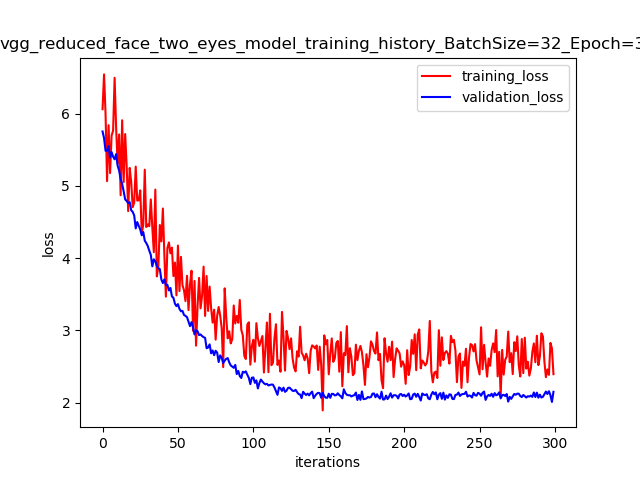 vgg_reduced_face_two_eyes_model_training_history_BatchSize=32_Epoch=3
training_loss
validation_loss
6
5
4
3
2
loss
0
50
100
150
200
250
300
iterations